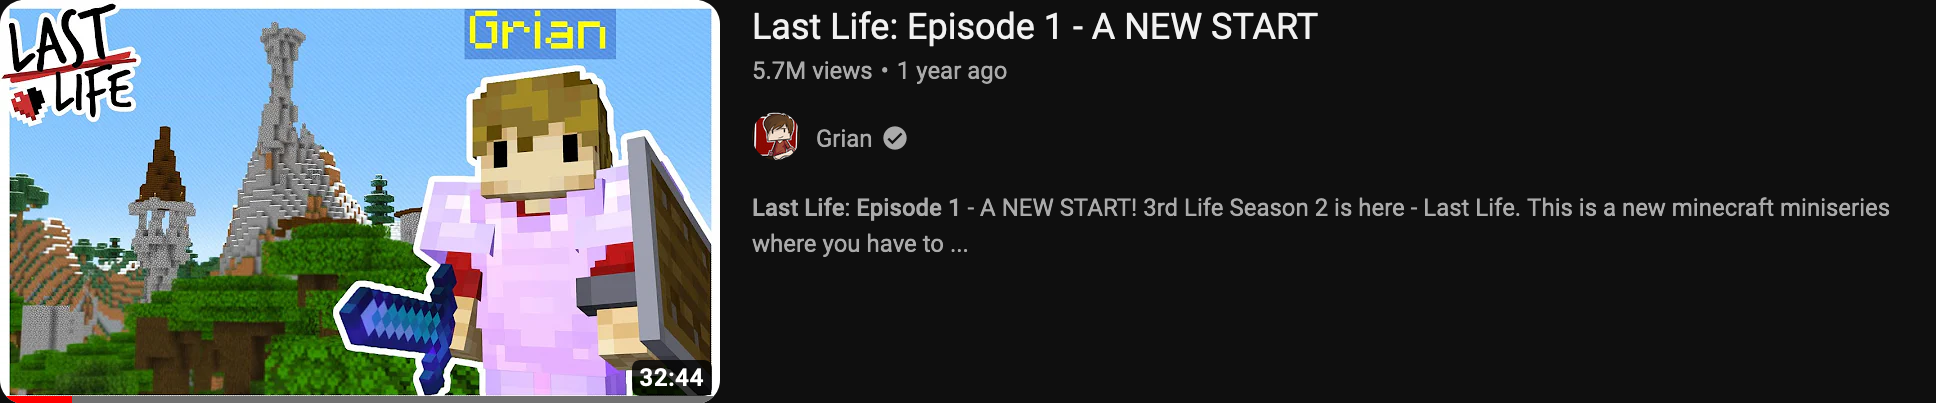 LAST
LIFE
Grian
32:44
Last Life: Episode 1 - A NEW START
5.7M views • 1 year ago
Grian
Last Life: Episode 1 - A NEW START! 3rd Life Season 2 is here - Last Life. This is a new minecraft miniseries
where you have to ...